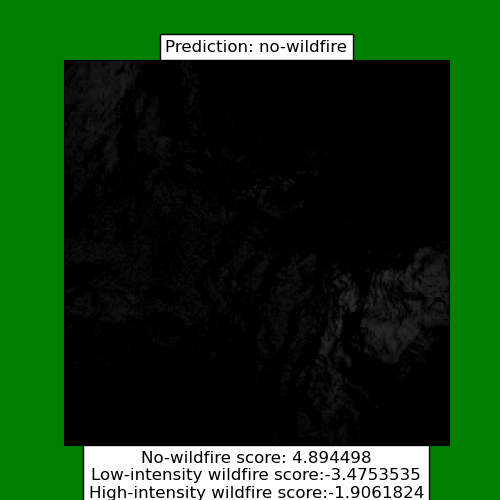 Prediction: no-wildfire
No-wildfire score: 4.894498
Low-intensity wildfire score:-3.4753535
High-intensity wildfire score:-1.9061824